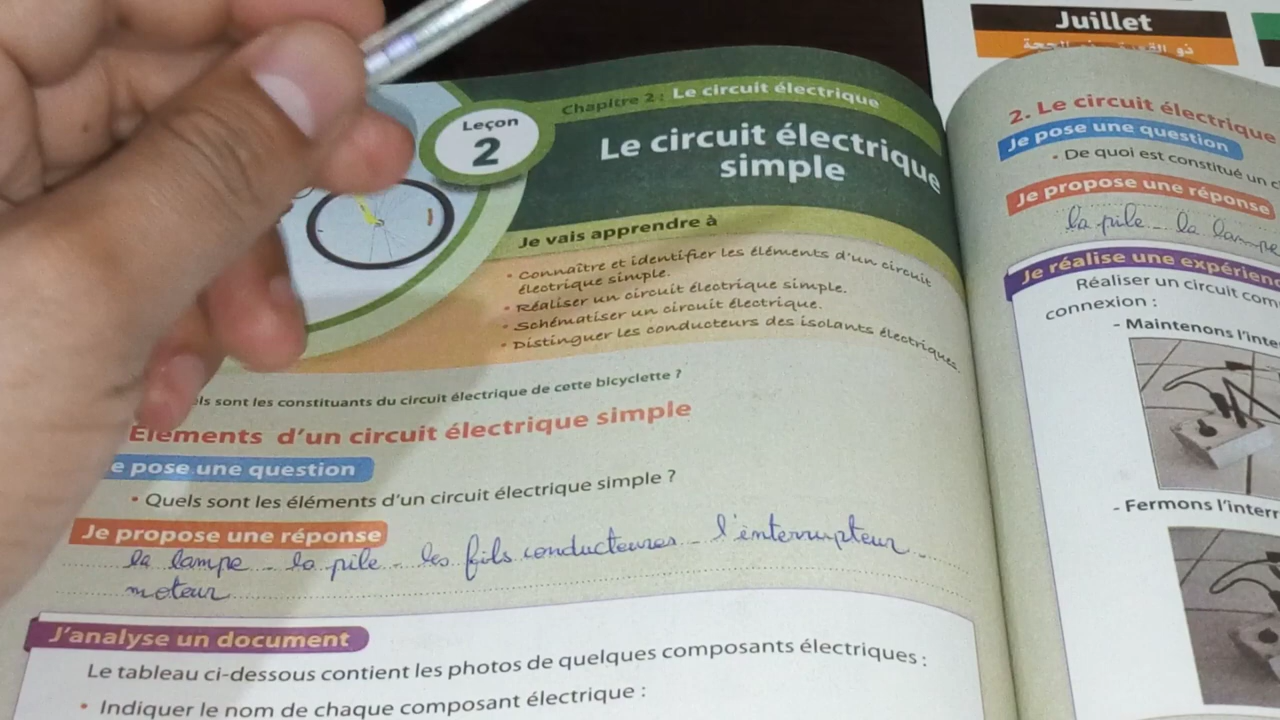 Juillet
Leçon
2
Chapitre 2 : Le circuit électrique
Le circuit électrique
simple
Je vais apprendre à
• Connaître et identifier les éléments d'un circuit
électrique simple.
• Réaliser un circuit électrique simple.
• Schématiser un circuit électrique.
• Distinguer les conducteurs des isolants électriques.
els sont les constituants du circuit électrique de cette bicyclette ?
Éléments d'un circuit électrique simple
e pose une question
• Quels sont les éléments d'un circuit électrique simple ?
Je propose une réponse
la lampe - la pile - les fils conducteures - l'interrupteur
moteur
J'analyse un document
Le tableau ci-dessous contient les photos de quelques composants électriques :
• Indiquer le nom de chaque composant électrique :
2. Le circuit électrique
Je pose une question
• De quoi est constitué un c
Je propose une réponse
la pile - la lampe
Je réalise une expérien
Réaliser un circuit com
connexion :
- Maintenons l'inte
- Fermons l'interr